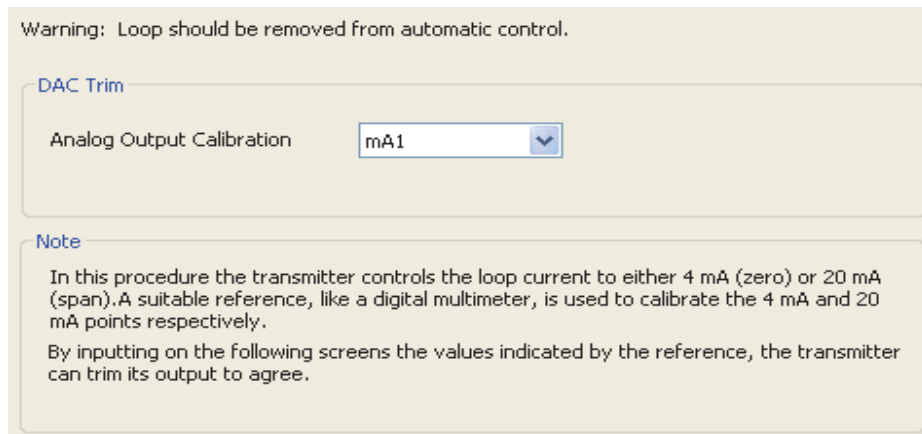 Warning:  Loop should be removed from automatic control.
DAC Trim
Analog Output Calibration
mA1
Note
In this procedure the transmitter controls the loop current to either 4 mA (zero) or 20 mA
(span).A suitable reference, like a digital multimeter, is used to calibrate the 4 mA and 20
mA points respectively.
By inputting on the following screens the values indicated by the reference, the transmitter
can trim its output to agree.